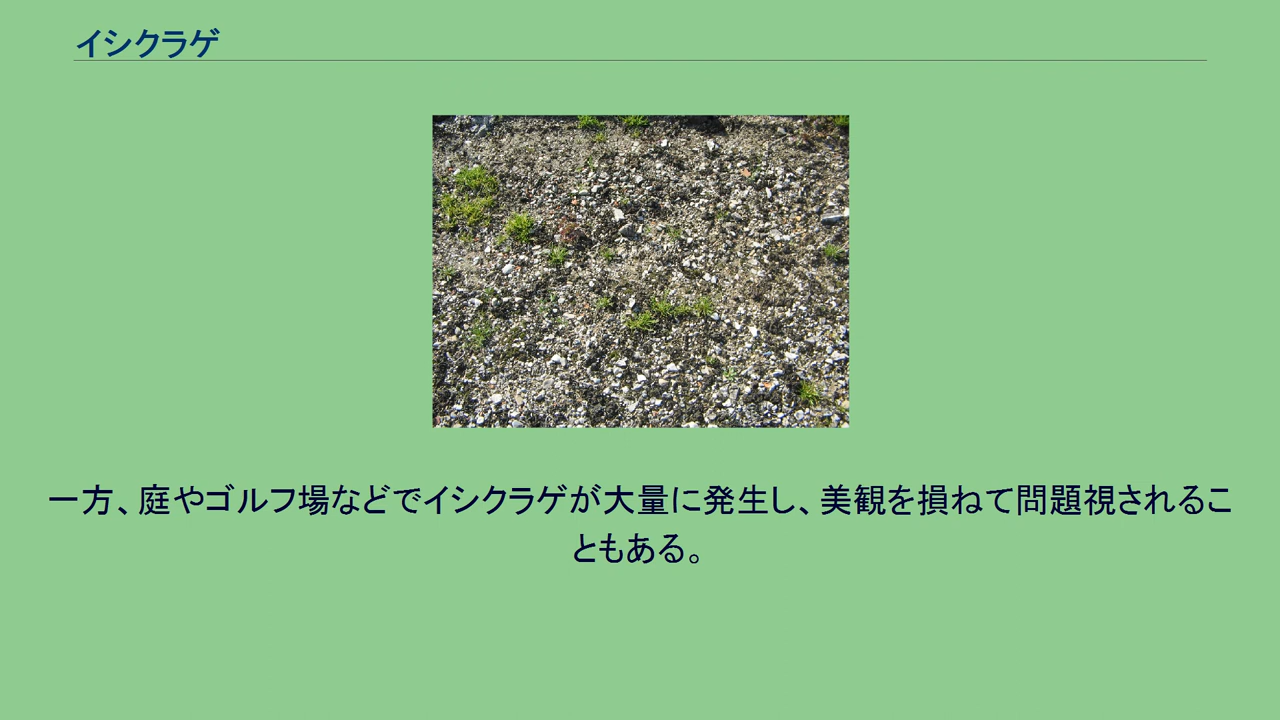 イシクラゲ
一方、庭やゴルフ場などでイシクラゲが大量に発生し、美観を損ねて問題視されるこ
ともある。